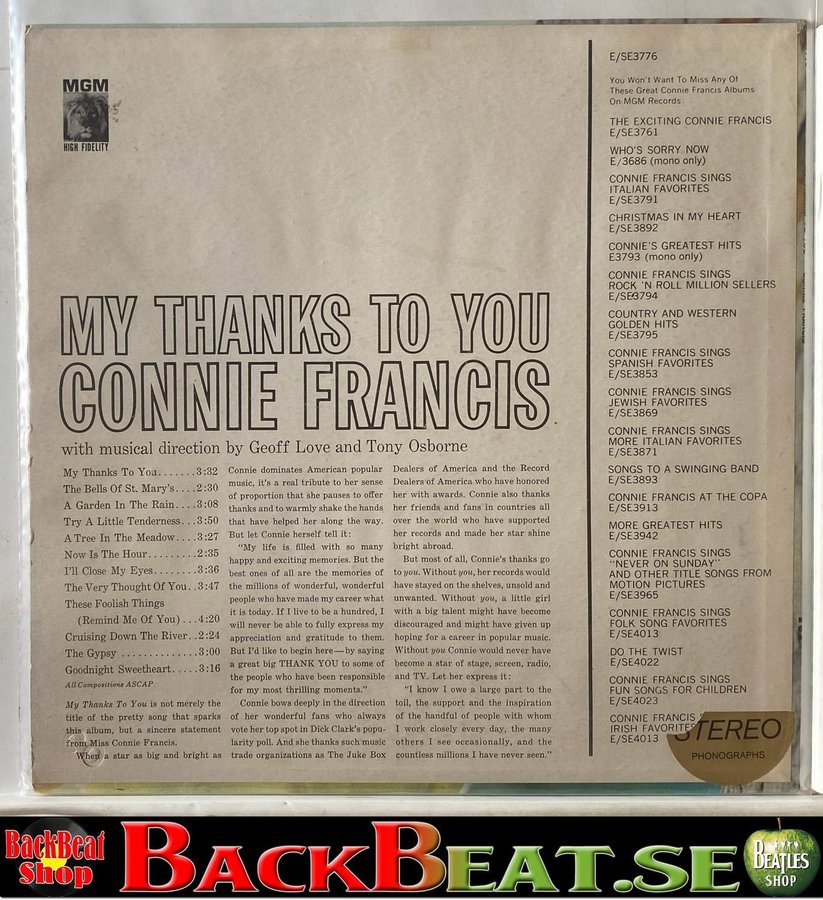 MGM
HIGH FIDELITY
MY THANKS TO YOU
CONNIE FRANCIS
with musical direction by Geoff Love and Tony Osborne
My Thanks To You.......3:32
The Bells Of St. Mary's....2:30
A Garden In The Rain....3:08
Try A Little Tenderness...3:50
A Tree In The Meadow....3:27
Now Is The Hour.........2:35
I'll Close My Eyes........3:36
The Very Thought Of You..3:47
These Foolish Things
(Remind Me Of You)...4:20
Cruising Down The River..2:24
The Gypsy..............3:00
Goodnight Sweetheart.....3:16
All Compositions ASCAP.
My Thanks To You is not merely the
title of the pretty song that sparks
this album, but a sincere statement
from Miss Connie Francis.
When a star as big and bright as
Connie dominates American popular
music, it's a real tribute to her sense
of proportion that she pauses to offer
thanks and to warmly shake the hands
that have helped her along the way.
But let Connie herself tell it:
"My life is filled with so many
happy and exciting memories. But the
best ones of all are the memories of
the millions of wonderful, wonderful
people who have made my career what
it is today. If I live to be a hundred, I
will never be able to fully express my
appreciation and gratitude to them.
But I'd like to begin here—by saying
a great big THANK YOU to some of
the people who have been responsible
for my most thrilling moments."
Connie bows deeply in the direction
of her wonderful fans who always
vote her top spot in Dick Clark's popu-
larity poll. And she thanks such music
trade organizations as The Juke Box
Dealers of America and the Record
Dealers of America who have honored
her with awards. Connie also thanks
her friends and fans in countries all
over the world who have supported
her records and made her star shine
bright abroad.
But most of all, Connie's thanks go
to you. Without you, her records would
have stayed on the shelves, unsold and
unwanted. Without you, a little girl
with a big talent might have become
discouraged and might have given up
hoping for a career in popular music.
Without you Connie would never have
become a star of stage, screen, radio,
and TV. Let her express it:
"I know I owe a large part to the
toil, the support and the inspiration
of the handful of people with whom
I work closely every day, the many
others I see occasionally, and the
countless millions I have never seen."
E/SE3776
You Won't Want To Miss Any Of
These Great Connie Francis Albums
On MGM Records
THE EXCITING CONNIE FRANCIS
E/SE3761
WHO'S SORRY NOW
E/3686 (mono only)
CONNIE FRANCIS SINGS
ITALIAN FAVORITES
E/SE3791
CHRISTMAS IN MY HEART
E/SE3892
CONNIE'S GREATEST HITS
E3793 (mono only)
CONNIE FRANCIS SINGS
ROCK 'N ROLL MILLION SELLERS
E/SE3794
COUNTRY AND WESTERN
GOLDEN HITS
E/SE3795
CONNIE FRANCIS SINGS
SPANISH FAVORITES
E/SE3853
CONNIE FRANCIS SINGS
JEWISH FAVORITES
E/SE3869
CONNIE FRANCIS SINGS
MORE ITALIAN FAVORITES
E/SE3871
SONGS TO A SWINGING BAND
E/SE3893
CONNIE FRANCIS AT THE COPA
E/SE3913
MORE GREATEST HITS
E/SE3942
CONNIE FRANCIS SINGS
"NEVER ON SUNDAY"
AND OTHER TITLE SONGS FROM
MOTION PICTURES
E/SE3965
CONNIE FRANCIS SINGS
FOLK SONG FAVORITES
E/SE4013
DO THE TWIST
E/SE4022
CONNIE FRANCIS SINGS
FUN SONGS FOR CHILDREN
E/SE4023
CONNIE FRANCIS
IRISH FAVORITES
E/SE4013
STEREO
PHONOGRAPHS
BackBeat
Shop
BACKBEAT.SE
BEATLES
SHOP